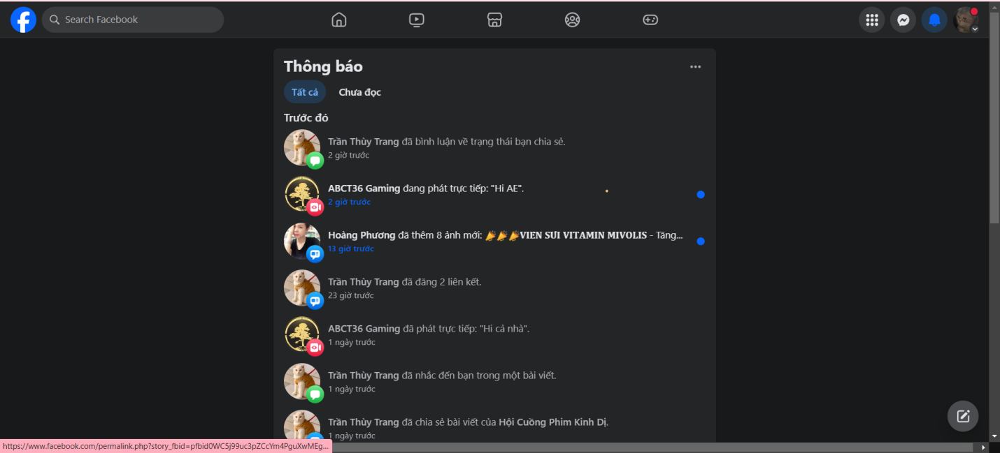 Search Facebook
Thông báo
Tất cả
Chưa đọc
Trước đó
Trần Thùy Trang đã bình luận về trạng thái bạn chia sẻ.
2 giờ trước
ABCT36 Gaming đang phát trực tiếp: "Hi AE".
2 giờ trước
Hoàng Phương đã thêm 8 ảnh mới: 🎉🎉🎉VIÊN SỦI VITAMIN MIVOLIS - Tăng...
13 giờ trước
Trần Thùy Trang đã đăng 2 liên kết.
23 giờ trước
ABCT36 Gaming đã phát trực tiếp: "Hi cả nhà".
1 ngày trước
Trần Thùy Trang đã nhắc đến bạn trong một bài viết.
1 ngày trước
Trần Thùy Trang đã chia sẻ bài viết của Hội Cuồng Phim Kinh Dị.
1 ngày trước
https://www.facebook.com/permalink.php?story_fbid=pfbid0WC5j99uc3pZCcYm4PguXwMEg...